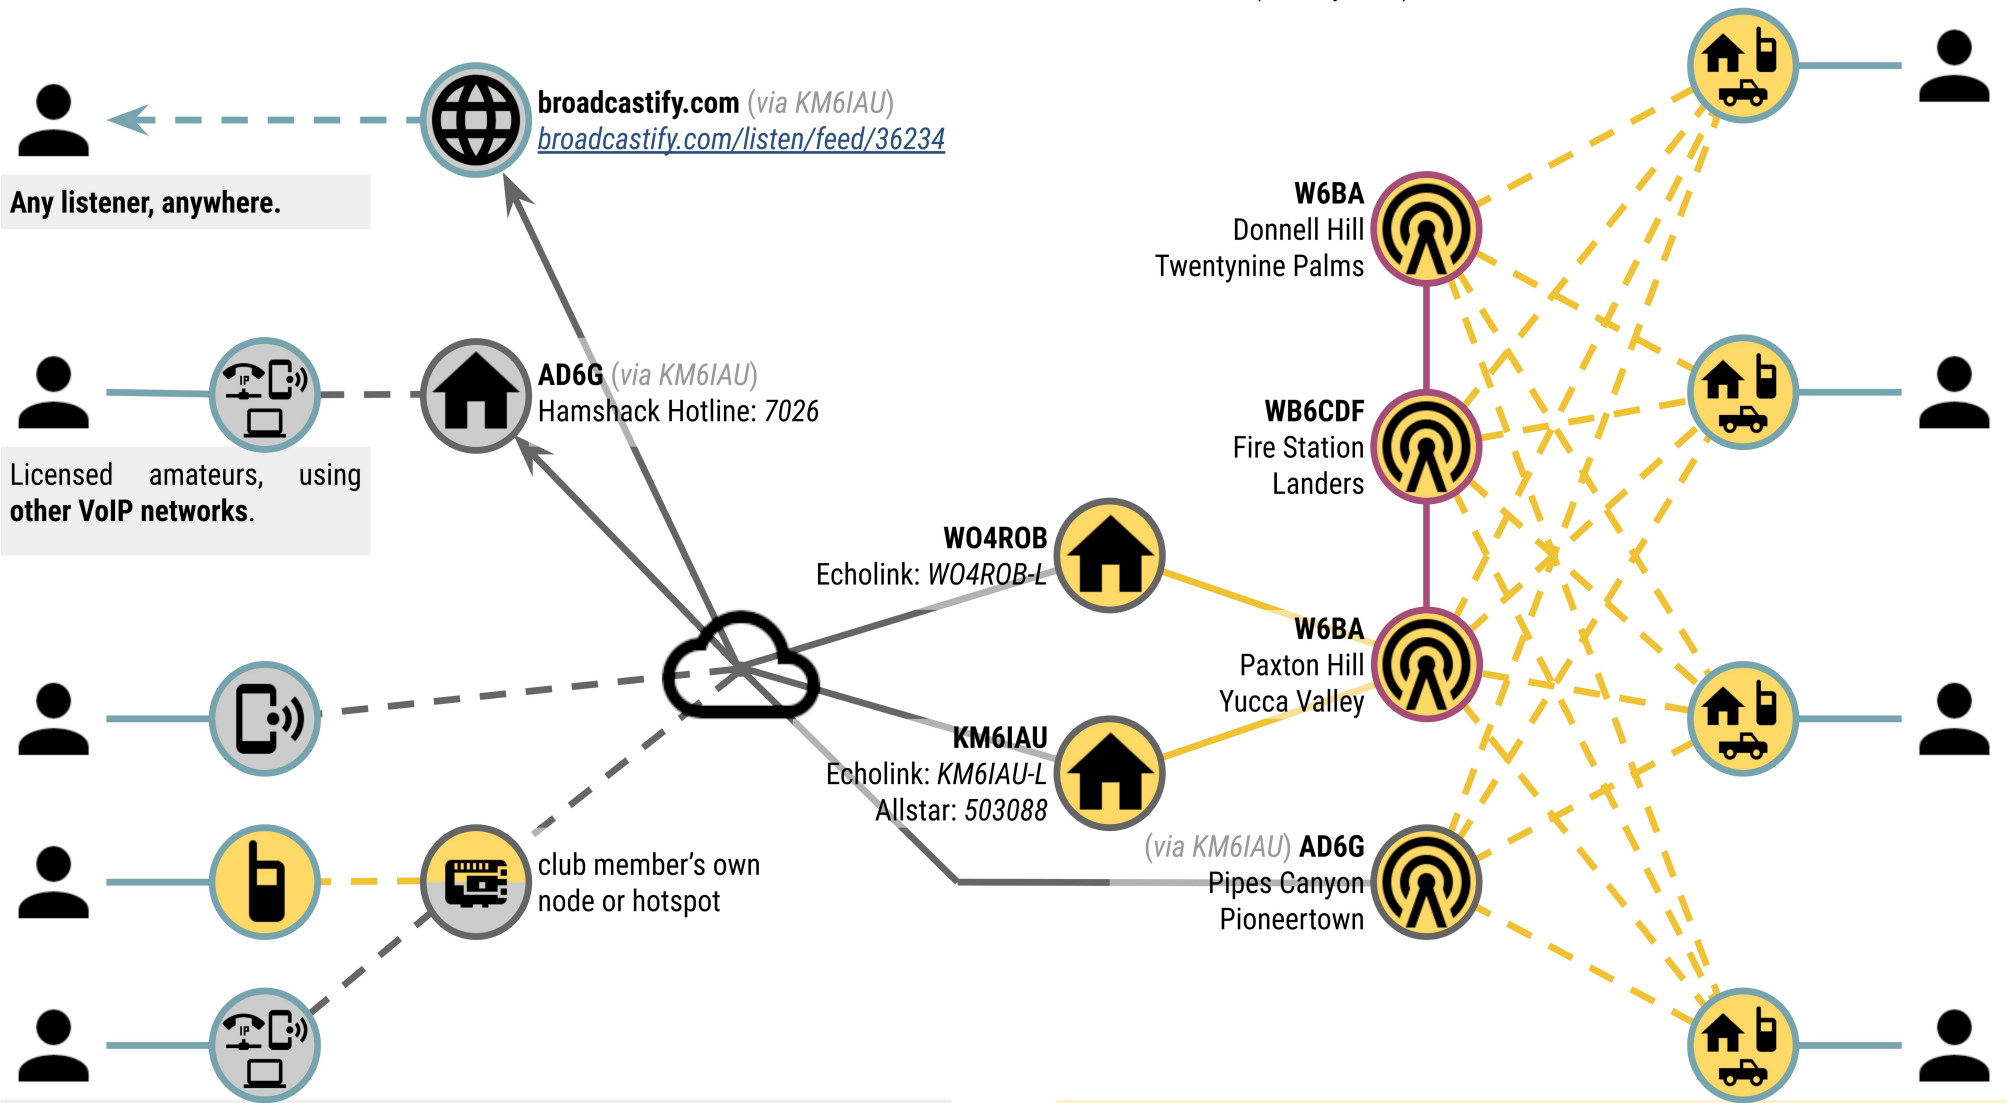 broadcastify.com (via KM6IAU)
broadcastify.com/listen/feed/36234
Any listener, anywhere.
W6BA
Donnell Hill
Twentynine Palms
AD6G (via KM6IAU)
Hamshack Hotline: 7026
IP
Licensed amateurs, using
other VoIP networks.
WB6CDF
Fire Station
Landers
WO4ROB
Echolink: WO4ROB-L
W6BA
Paxton Hill
Yucca Valley
KM6IAU
Echolink: KM6IAU-L
Allstar: 503088
(via KM6IAU) AD6G
Pipes Canyon
Pioneertown
club member's own
node or hotspot
IP